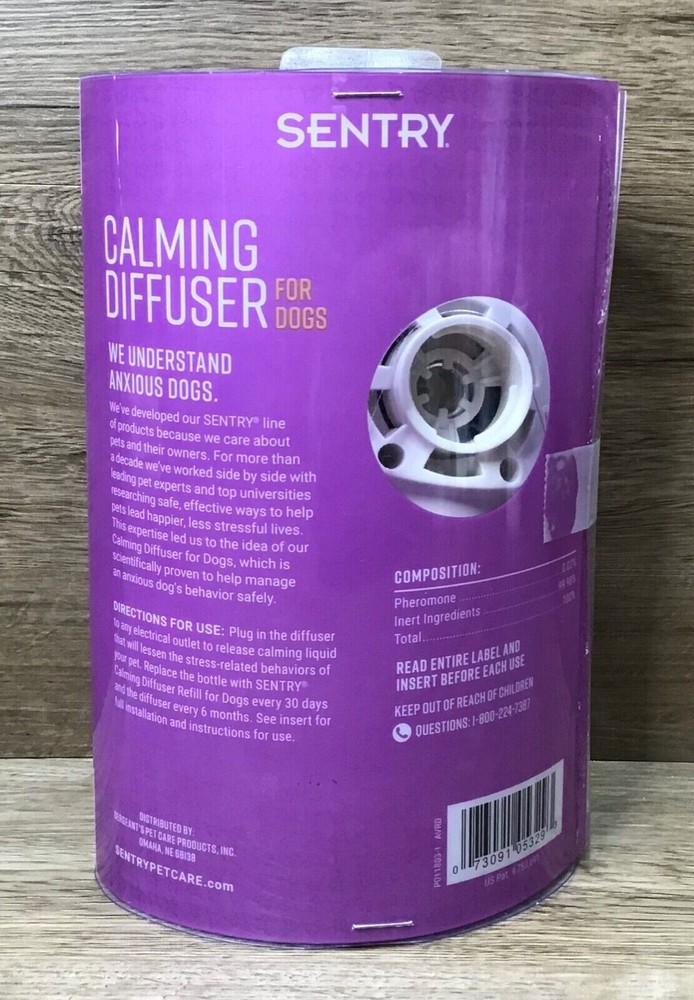 SENTRY®
CALMING
DIFFUSER FOR DOGS
WE UNDERSTAND
ANXIOUS DOGS.
We've developed our SENTRY® line
of products because we care about
pets and their owners. For more than
a decade we've worked side by side with
leading pet experts and top universities
researching safe, effective ways to help
pets lead happier, less stressful lives.
This expertise led us to the idea of our
Calming Diffuser for Dogs, which is
scientifically proven to help manage
an anxious dog's behavior safely.
DIRECTIONS FOR USE: Plug in the diffuser
to any electrical outlet to release calming liquid
that will lessen the stress-related behaviors of
your pet. Replace the bottle with SENTRY®
Calming Diffuser Refill for Dogs every 30 days
and the diffuser every 6 months. See insert for
full installation and instructions for use.
DISTRIBUTED BY:
SERGEANT'S PET CARE PRODUCTS, INC.
OMAHA, NE 68138
SENTRYPETCARE.com
COMPOSITION:
Pheromone 0.02%
Inert Ingredients 99.98%
Total 100%
READ ENTIRE LABEL AND
INSERT BEFORE EACH USE
KEEP OUT OF REACH OF CHILDREN
QUESTIONS: 1-800-224-7387
P011803-1 AVRD
0 73091 05329
US Pat.